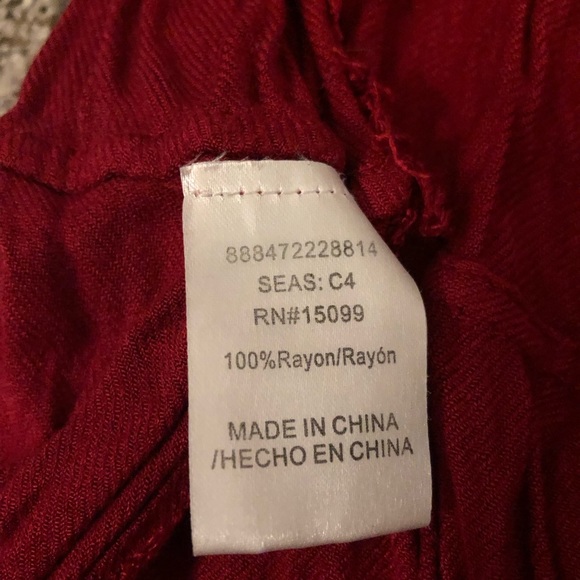 888472228814
SEAS: C4
RN#15099
100%Rayon/Rayón
MADE IN CHINA
/HECHO EN CHINA